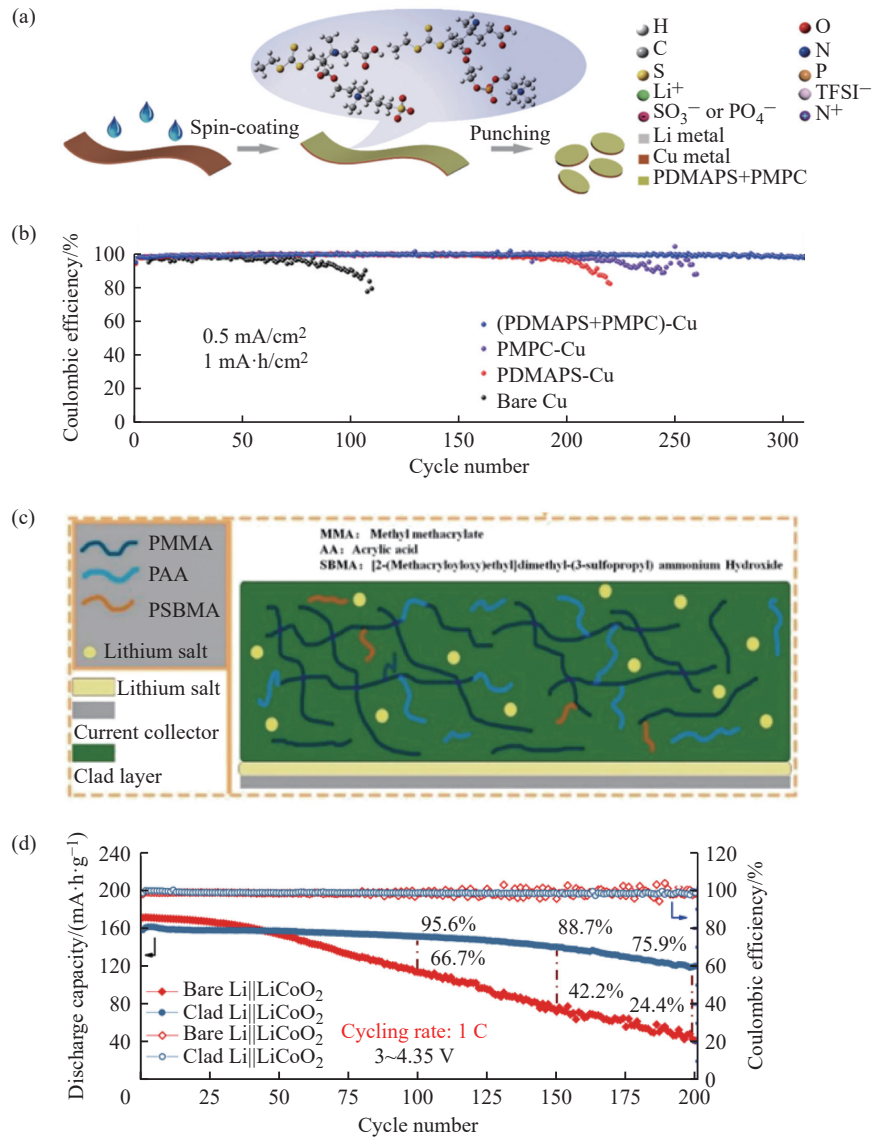 (a)
H
O
C
N
S
P
Li+
TFSI−
SO3− or PO4−
N+
Li metal
Cu metal
PDMAPS+PMPC
Spin-coating
Punching
(b)
Coulombic efficiency/%
100
80
60
40
20
0
0.5 mA/cm2
1 mA·h/cm2
(PDMAPS+PMPC)-Cu
PMPC-Cu
PDMAPS-Cu
Bare Cu
0 50 100 150 200 250 300
Cycle number
(c)
PMMA
PAA
PSBMA
Lithium salt
Lithium salt
Current collector
Clad layer
MMA: Methyl methacrylate
AA: Acrylic acid
SBMA: [2-(Methacryloyloxy)ethyl]dimethyl-(3-sulfopropyl) ammonium Hydroxide
(d)
Discharge capacity/(mA·h·g−1)
240
200
160
120
80
40
95.6%
88.7%
75.9%
66.7%
42.2%
24.4%
Bare Li||LiCoO2
Clad Li||LiCoO2
Bare Li||LiCoO2
Clad Li||LiCoO2
Cycling rate: 1 C
3~4.35 V
120
100
80
60
40
20
0
Coulombic efficiency/%
0 25 50 75 100 125 150 175 200
Cycle number